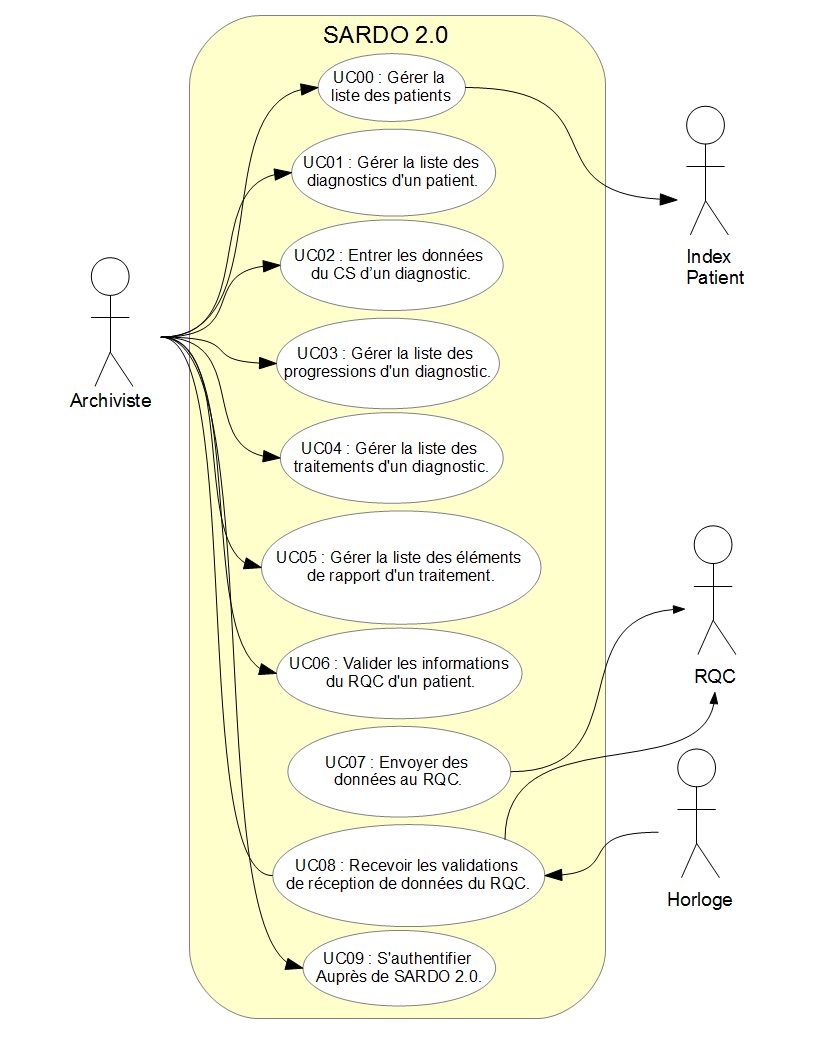 SARDO 2.0
UC00 : Gérer la
liste des patients
UC01 : Gérer la liste des
diagnostics d'un patient.
Index
Patient
UC02 : Entrer les données
du CS d’un diagnostic.
UC03 : Gérer la liste des
progressions d'un diagnostic.
Archiviste
UC04 : Gérer la liste des
traitements d'un diagnostic.
UC05 : Gérer la liste des éléments
de rapport d'un traitement.
UC06 : Valider les informations
du RQC d'un patient.
RQC
UC07 : Envoyer des
données au RQC.
UC08 : Recevoir les validations
de réception de données du RQC.
Horloge
UC09 : S'authentifier
Auprès de SARDO 2.0.